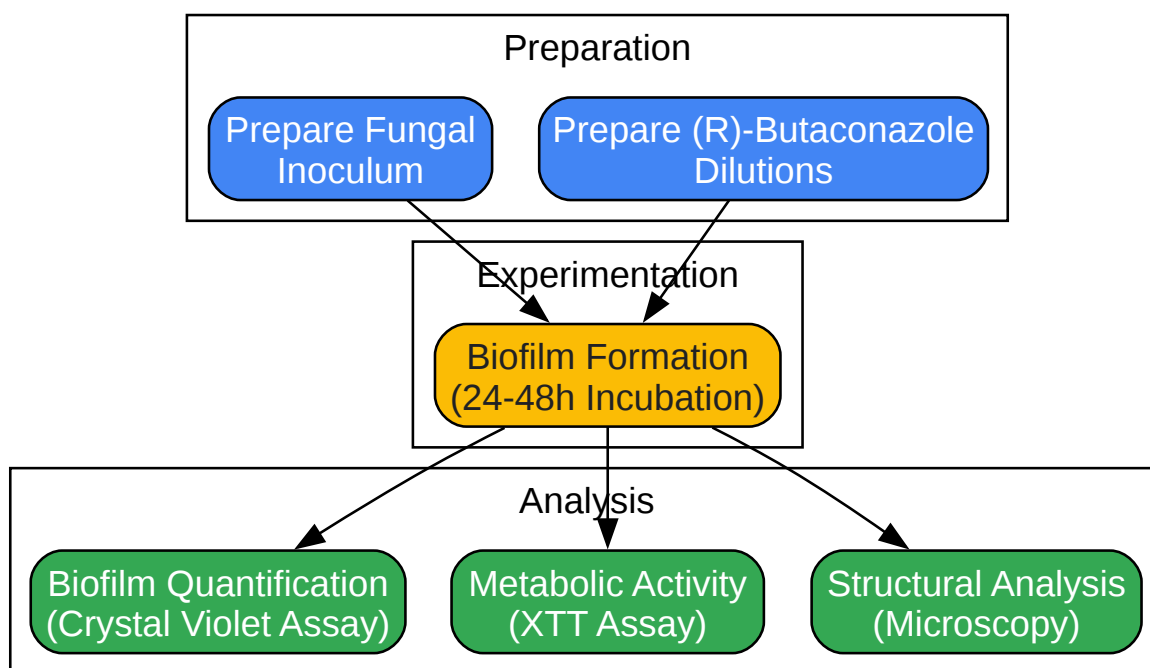 Preparation
Prepare Fungal
Inoculum
Prepare (R)-Butaconazole
Dilutions
Experimentation
Biofilm Formation
(24-48h Incubation)
Analysis
Biofilm Quantification
(Crystal Violet Assay)
Metabolic Activity
(XTT Assay)
Structural Analysis
(Microscopy)